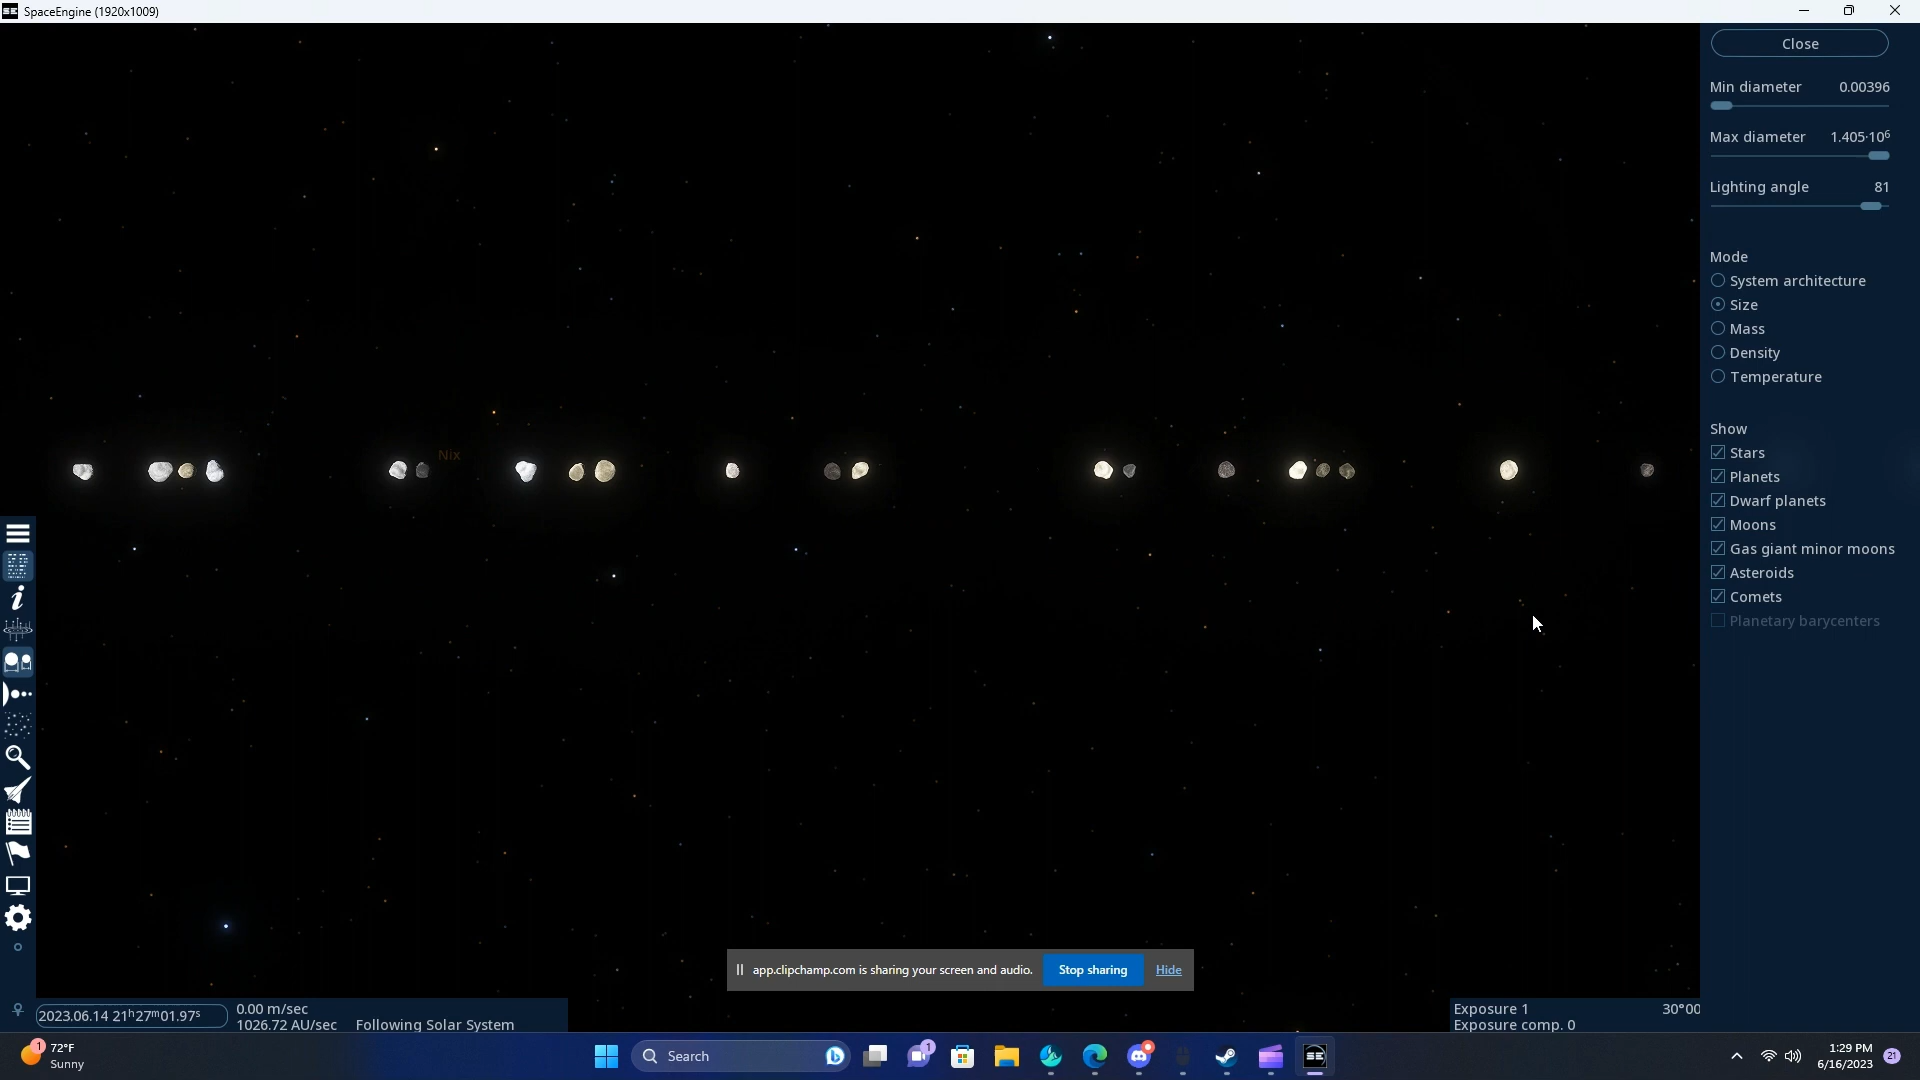 SpaceEngine (1920x1009)
Close
Min diameter 0.00396
Max diameter 1.405·10⁶
Lighting angle 81
Mode
System architecture
Size
Mass
Density
Temperature
Nix
Show
Stars
Planets
Dwarf planets
Moons
Gas giant minor moons
Asteroids
Comets
Planetary barycenters
app.clipchamp.com is sharing your screen and audio. Stop sharing Hide
2023.06.14 21ʰ27ᵐ01.97ˢ
0.00 m/sec
1026.72 AU/sec Following Solar System
Exposure 1 30°00
Exposure comp. 0
1
72°F
Sunny
Search
1
SE
1:29 PM
6/16/2023
21